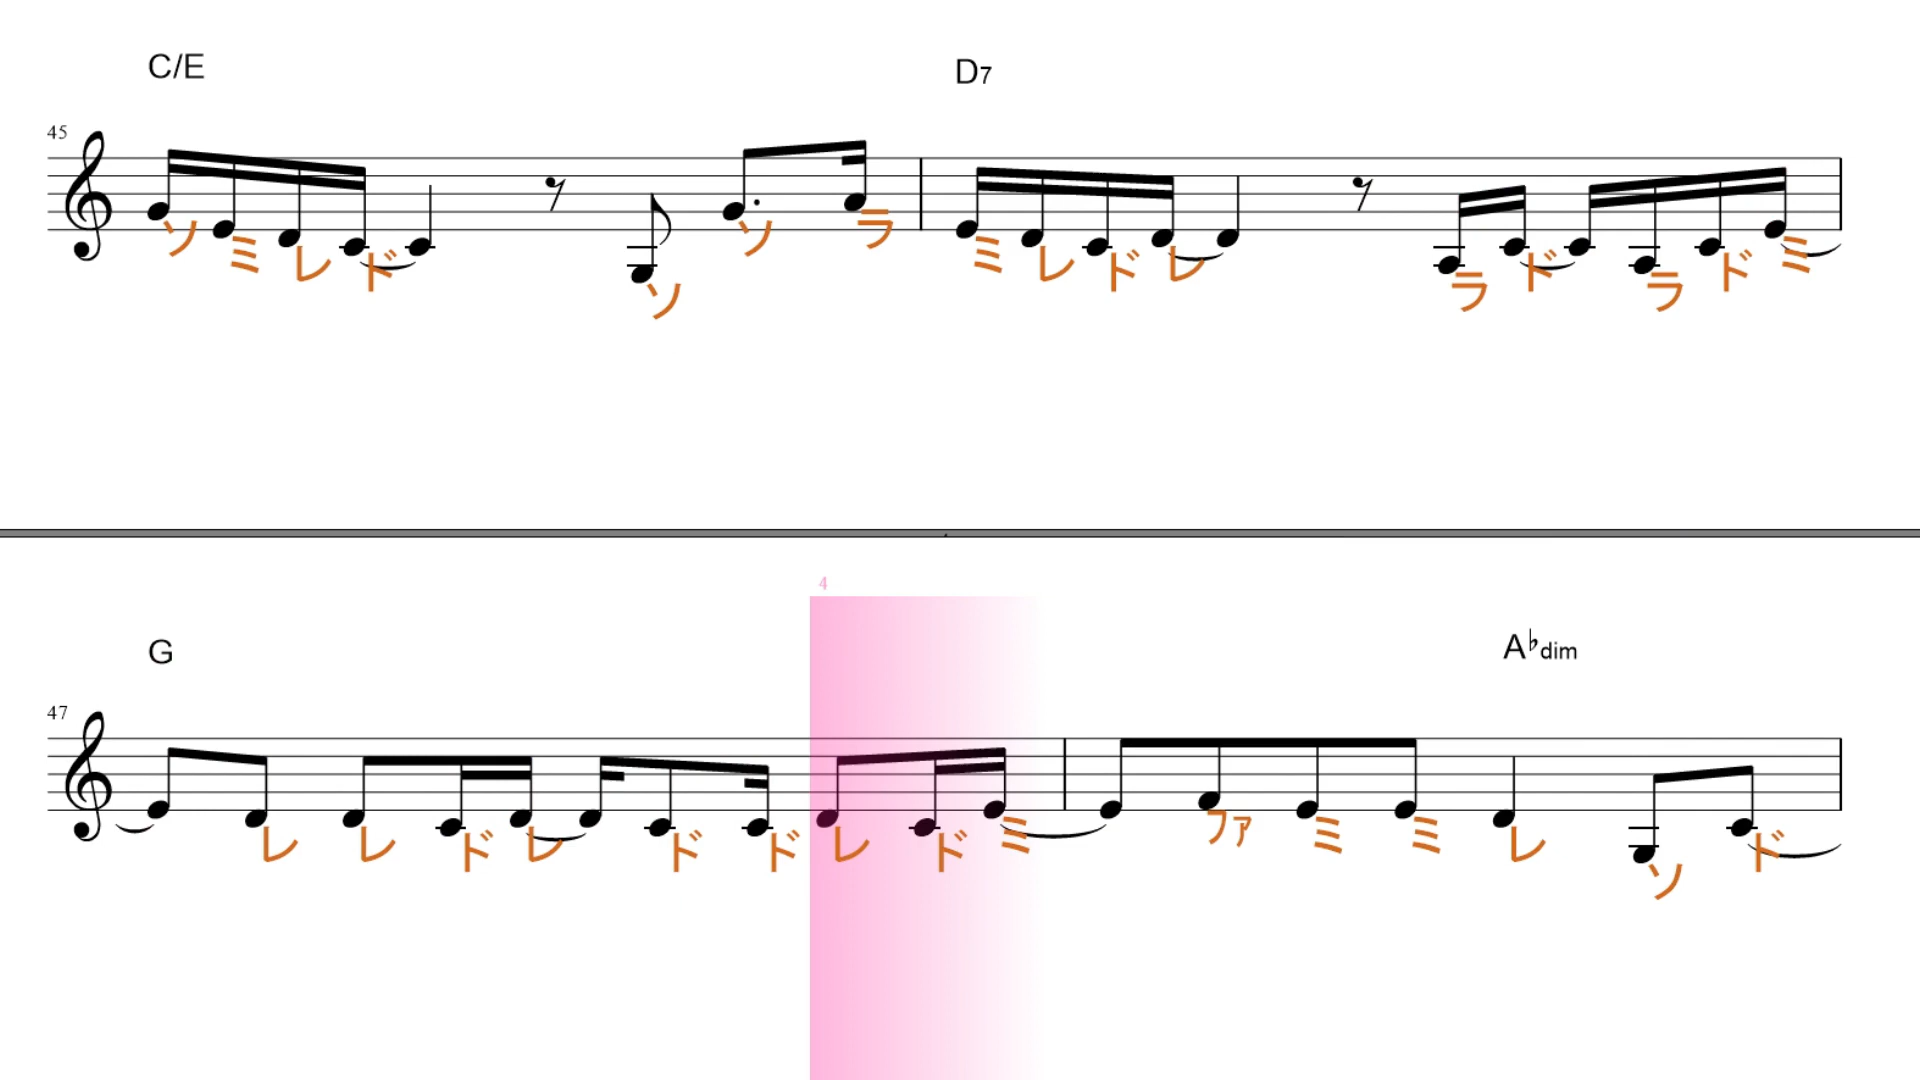 C/E D7
45
ソ ミ レ ド ソ ソ ラ ミ レ ド レ ラ ド ラ ド ミ
4
G A♭dim
47
レ レ ド レ ド ド レ ド ミ ファ ミ ミ レ ソ ド